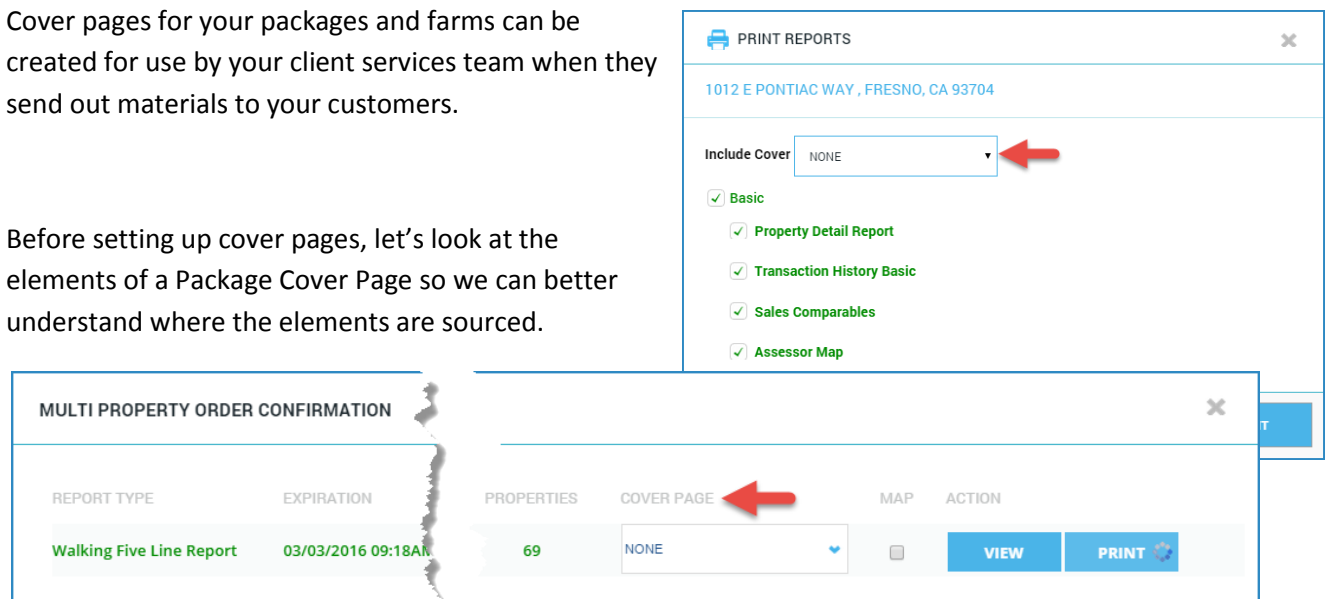 Cover pages for your packages and farms can be
created for use by your client services team when they
send out materials to your customers.
Before setting up cover pages, let’s look at the
elements of a Package Cover Page so we can better
understand where the elements are sourced.
PRINT REPORTS
1012 E PONTIAC WAY , FRESNO, CA 93704
Include Cover NONE
Basic
Property Detail Report
Transaction History Basic
Sales Comparables
Assessor Map
MULTI PROPERTY ORDER CONFIRMATION
REPORT TYPE EXPIRATION PROPERTIES COVER PAGE MAP ACTION
Walking Five Line Report 03/03/2016 09:18AM 69 NONE VIEW PRINT